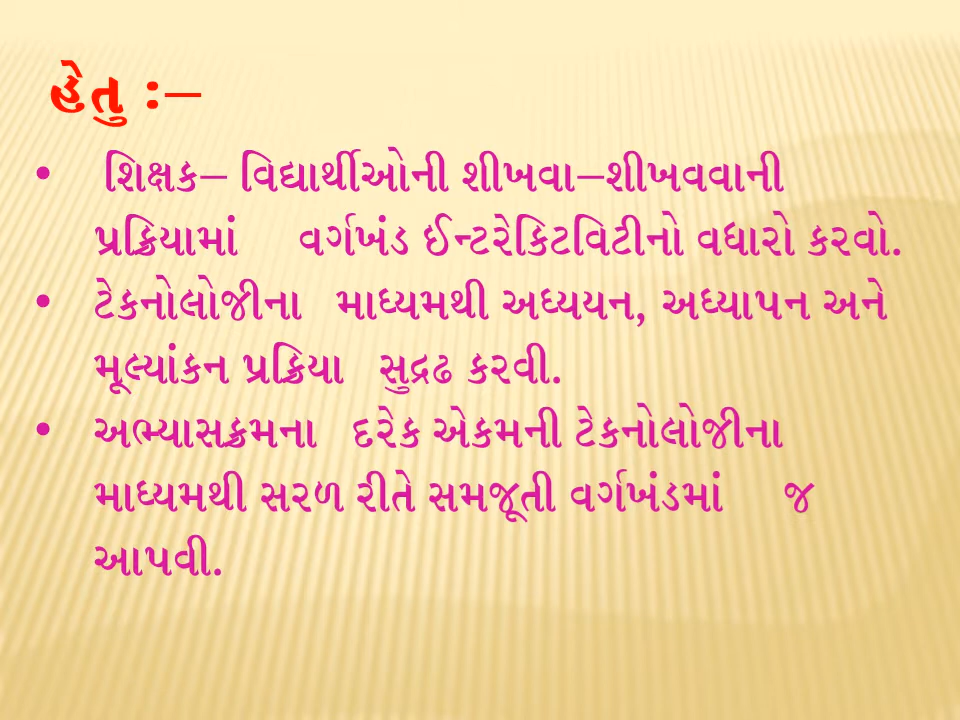 હેતુ :–
• શિક્ષક– વિદ્યાર્થીઓની શીખવા–શીખવવાની
પ્રક્રિયામાં વર્ગખંડ ઈન્ટરેકિટવિટીનો વધારો કરવો.
• ટેકનોલોજીના માધ્યમથી અધ્યયન, અધ્યાપન અને
મૂલ્યાંકન પ્રક્રિયા સુદ્રઢ કરવી.
• અભ્યાસક્રમના દરેક એકમની ટેકનોલોજીના
માધ્યમથી સરળ રીતે સમજૂતી વર્ગખંડમાં જ
આપવી.